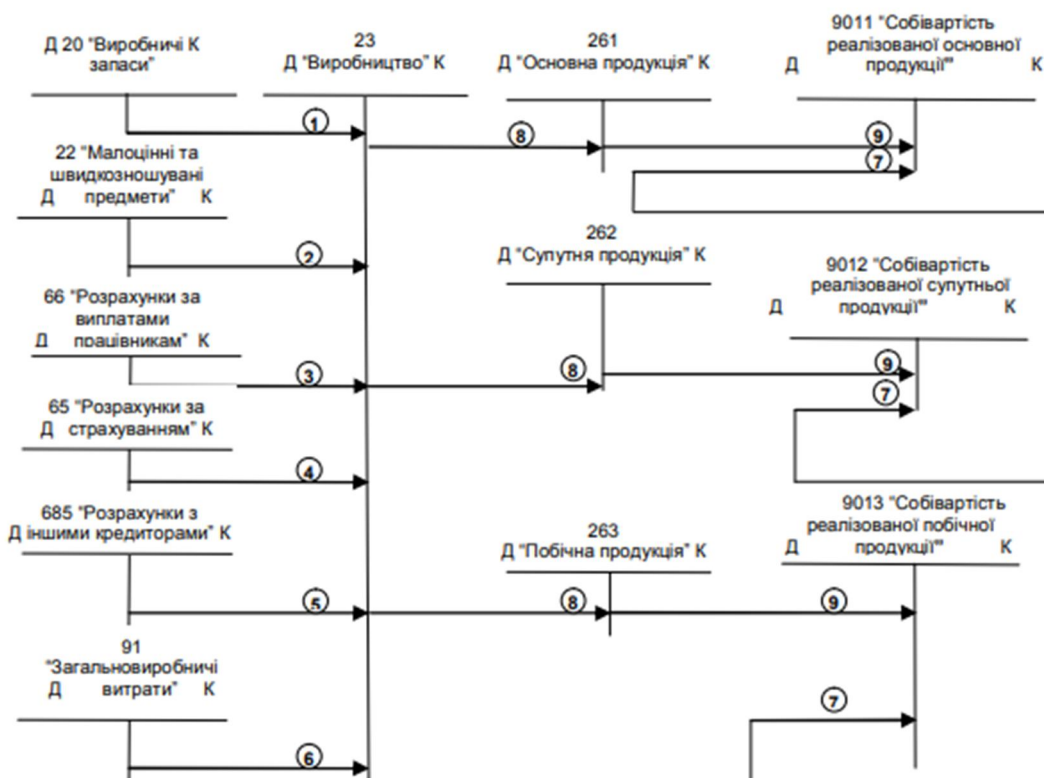 Д 20 “Виробничі К
запаси”
23
Д “Виробництво” К
261
Д “Основна продукція” К
9011 “Собівартість
реалізованої основної
Д продукції'” К
1
8
9
7
22 “Малоцінні та
швидкозношувані
Д предмети” К
2
262
Д “Супутня продукція” К
9012 “Собівартість
реалізованої супутньої
Д продукції'” К
66 “Розрахунки за
виплатами
Д працівникам” К
3
8
9
7
65 “Розрахунки за
Д страхуванням” К
4
685 “Розрахунки з
Д іншими кредиторами” К
263
Д “Побічна продукція” К
9013 “Собівартість
реалізованої побічної
Д продукції'” К
5
8
9
91
“Загальновиробничі
Д витрати” К
7
6